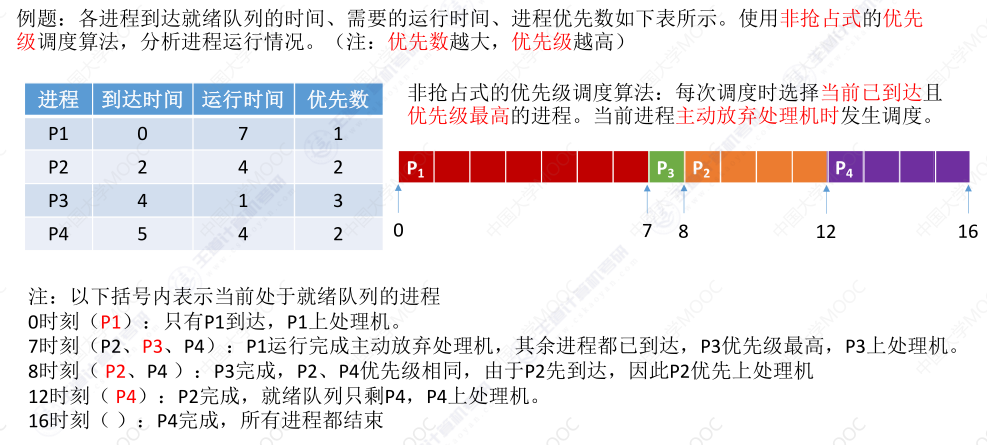 例题：各进程到达就绪队列的时间、需要的运行时间、进程优先数如下表所示。使用非抢占式的优先
级调度算法，分析进程运行情况。（注：优先数越大，优先级越高）
进程 到达时间 运行时间 优先数
P1 0 7 1
P2 2 4 2
P3 4 1 3
P4 5 4 2
非抢占式的优先级调度算法：每次调度时选择当前已到达且
优先级最高的进程。当前进程主动放弃处理机时发生调度。
P1 P3 P2 P4
0 7 8 12 16
注：以下括号内表示当前处于就绪队列的进程
0时刻（P1）：只有P1到达，P1上处理机。
7时刻（P2、P3、P4）：P1运行完成主动放弃处理机，其余进程都已到达，P3优先级最高，P3上处理机。
8时刻（ P2、P4 ）：P3完成，P2、P4优先级相同，由于P2先到达，因此P2优先上处理机
12时刻（ P4）：P2完成，就绪队列只剩P4，P4上处理机。
16时刻（ ）：P4完成，所有进程都结束